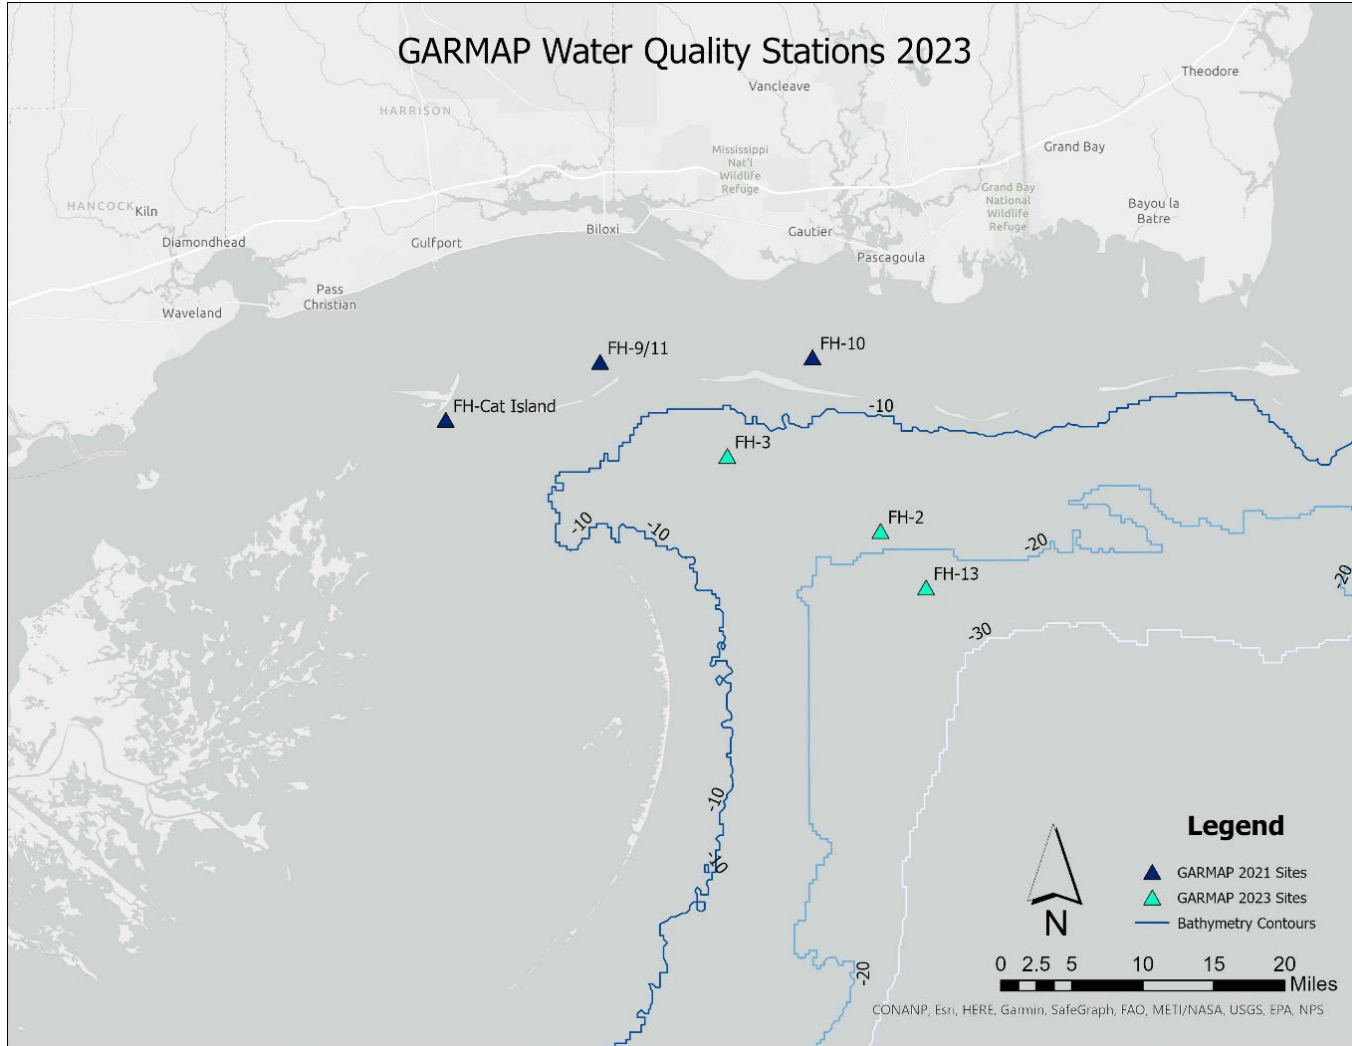 GARMAP Water Quality Stations 2023
Theodore
Vancleave
HARRISON
Grand Bay
Mississippi
Nat'l
Wildlife
Refuge
Grand Bay
National
Wildlife
Refuge
HANCOCK
Kiln
Bayou la
Batre
Diamondhead
Gulfport
Biloxi
Gautier
Pascagoula
Pass
Christian
Waveland
FH-9/11
FH-10
FH-Cat Island
-10
FH-3
-10
-10
FH-2
-20
FH-13
-20
-30
-10
-10
-20
Legend
GARMAP 2021 Sites
GARMAP 2023 Sites
Bathymetry Contours
N
0 2.5 5 10 15 20
Miles
CONANP, Esri, HERE, Garmin, SafeGraph, FAO, METI/NASA, USGS, EPA, NPS